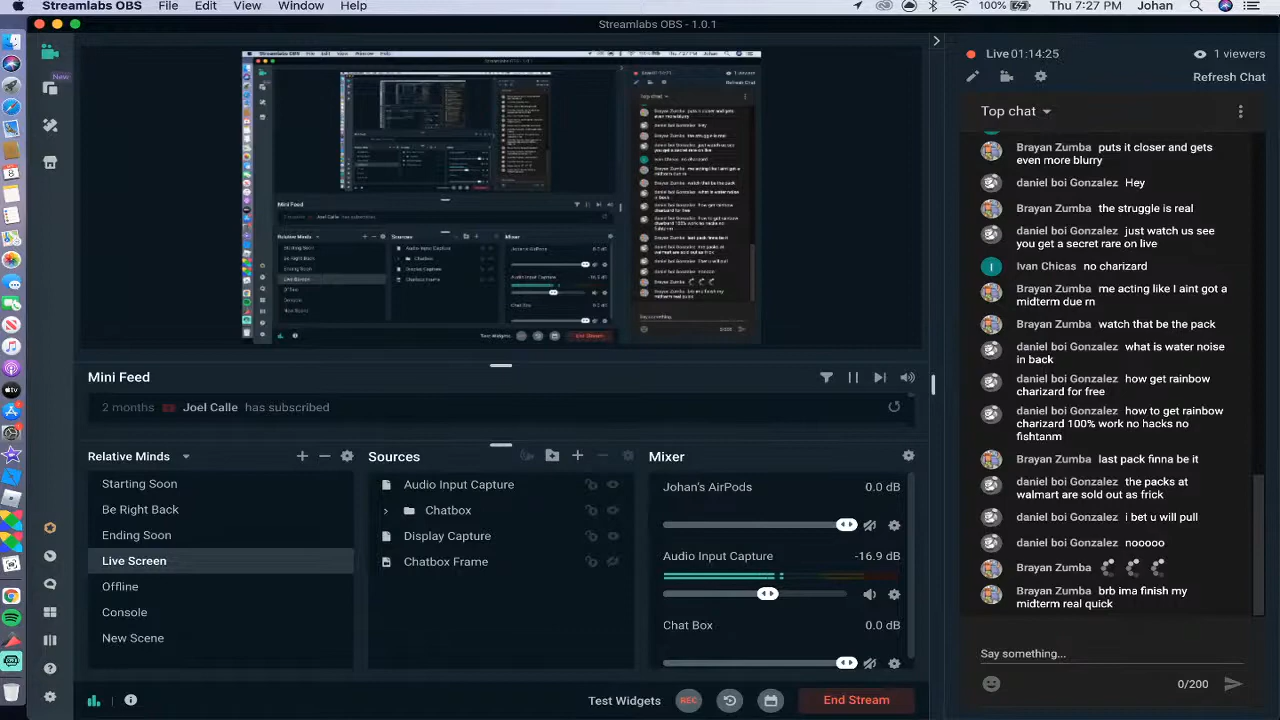 Streamlabs OBS File Edit View Window Help
100% Thu 7:27 PM Johan
Streamlabs OBS - 1.0.1
New
Mini Feed
2 months Joel Calle has subscribed
Relative Minds
Starting Soon
Be Right Back
Ending Soon
Live Screen
Offline
Console
New Scene
Sources
Audio Input Capture
Chatbox
Display Capture
Chatbox Frame
Mixer
Johan's AirPods 0.0 dB
Audio Input Capture -16.9 dB
Chat Box 0.0 dB
Test Widgets REC End Stream
Live 01:14:25 1 viewers
Refresh Chat
Top chat
Brayan Zumba puts it closer and gets
even more blurry
daniel boi Gonzalez Hey
Brayan Zumba the struggle is real
daniel boi Gonzalez just watch us see
you get a secret rare on live
Iván Chicas no charizard!
Brayan Zumba me acting like I aint got a
midterm due rn
Brayan Zumba watch that be the pack
daniel boi Gonzalez what is water noise
in back
daniel boi Gonzalez how get rainbow
charizard for free
daniel boi Gonzalez how to get rainbow
charizard 100% work no hacks no
fishtanm
Brayan Zumba last pack finna be it
daniel boi Gonzalez the packs at
walmart are sold out as frick
daniel boi Gonzalez i bet u will pull
daniel boi Gonzalez nooooo
Brayan Zumba
Brayan Zumba brb ima finish my
midterm real quick
Say something...
0/200